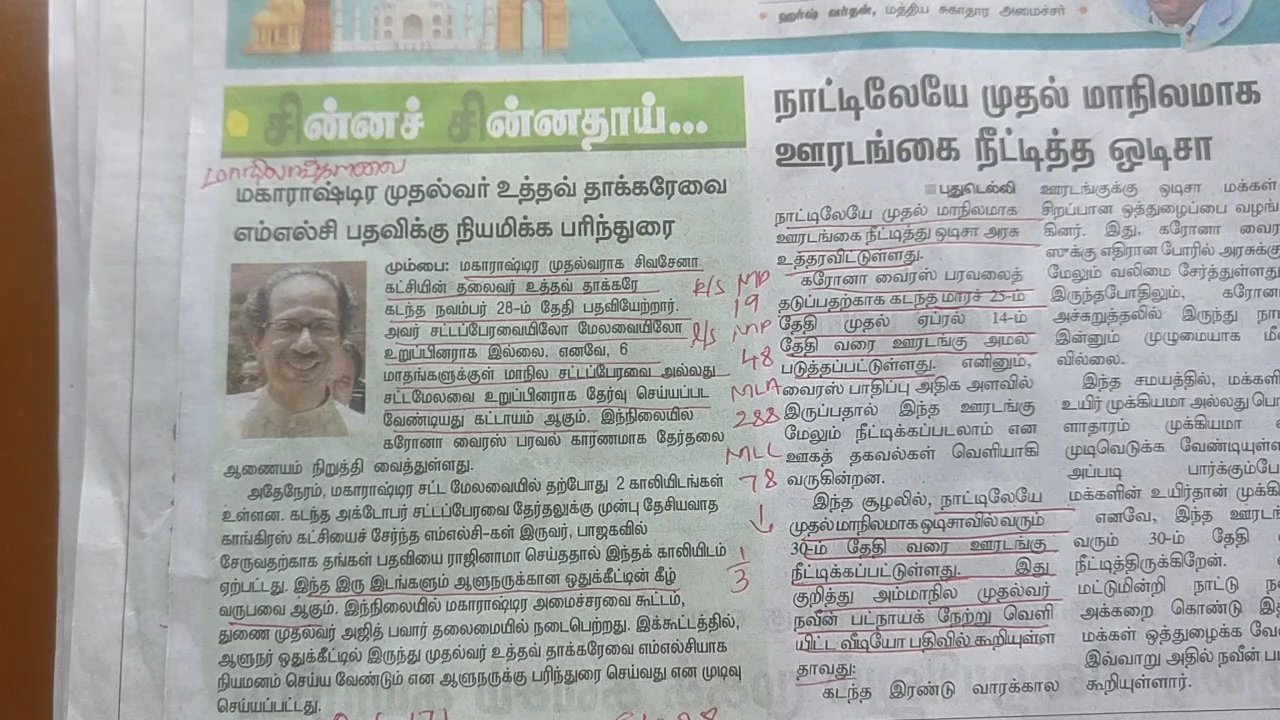 ஹர்ஷ் வர்தன், மத்திய சுகாதார அமைச்சர்
சின்னச் சின்னதாய்...
மகாராஷ்டிர முதல்வர் உத்தவ் தாக்கரேவை
எம்எல்சி பதவிக்கு நியமிக்க பரிந்துரை
மும்பை: மகாராஷ்டிர முதல்வராக சிவசேனா
கட்சியின் தலைவர் உத்தவ் தாக்கரே
கடந்த நவம்பர் 28-ம் தேதி பதவியேற்றார்.
அவர் சட்டப்பேரவையிலோ மேலவையிலோ
உறுப்பினராக இல்லை. எனவே, 6
மாதங்களுக்குள் மாநில சட்டப்பேரவை அல்லது
சட்டமேலவை உறுப்பினராக தேர்வு செய்யப்பட
வேண்டியது கட்டாயம் ஆகும். இந்நிலையில்
கரோனா வைரஸ் பரவல் காரணமாக தேர்தலை
ஆணையம் நிறுத்தி வைத்துள்ளது.
அதேநேரம், மகாராஷ்டிர சட்ட மேலவையில் தற்போது 2 காலியிடங்கள்
உள்ளன. கடந்த அக்டோபர் சட்டப்பேரவை தேர்தலுக்கு முன்பு தேசியவாத
காங்கிரஸ் கட்சியைச் சேர்ந்த எம்எல்சி-கள் இருவர், பாஜகவில்
சேருவதற்காக தங்கள் பதவியை ராஜினாமா செய்ததால் இந்தக் காலியிடம்
ஏற்பட்டது. இந்த இரு இடங்களும் ஆளுநருக்கான ஒதுக்கீட்டின் கீழ்
வருபவை ஆகும். இந்நிலையில் மகாராஷ்டிர அமைச்சரவை கூட்டம்,
துணை முதல்வர் அஜித் பவார் தலைமையில் நடைபெற்றது. இக்கூட்டத்தில்,
ஆளுநர் ஒதுக்கீட்டில் இருந்து முதல்வர் உத்தவ் தாக்கரேவை எம்எல்சியாக
நியமனம் செய்ய வேண்டும் என ஆளுநருக்கு பரிந்துரை செய்வது என முடிவு
செய்யப்பட்டது.
R/S MP
19
L/S MP
48
MLA
288
MLC
78
1
3
நாட்டிலேயே முதல் மாநிலமாக
ஊரடங்கை நீட்டித்த ஒடிசா
புதுடெல்லி
நாட்டிலேயே முதல் மாநிலமாக
ஊரடங்கை நீட்டித்து ஒடிசா அரசு
உத்தரவிட்டுள்ளது.
கரோனா வைரஸ் பரவலைத்
தடுப்பதற்காக கடந்த மார்ச் 25-ம்
தேதி முதல் ஏப்ரல் 14-ம்
தேதி வரை ஊரடங்கு அமல்
படுத்தப்பட்டுள்ளது. எனினும்,
வைரஸ் பாதிப்பு அதிக அளவில்
இருப்பதால் இந்த ஊரடங்கு
மேலும் நீட்டிக்கப்படலாம் என
ஊகத் தகவல்கள் வெளியாகி
வருகின்றன.
இந்த சூழலில், நாட்டிலேயே
முதல் மாநிலமாக ஒடிசாவில் வரும்
30-ம் தேதி வரை ஊரடங்கு
நீட்டிக்கப்பட்டுள்ளது. இது
குறித்து அம்மாநில முதல்வர்
நவீன் பட்நாயக் நேற்று வெளி
யிட்ட வீடியோ பதிவில் கூறியுள்ள
தாவது:
கடந்த இரண்டு வாரக்கால
ஊரடங்குக்கு ஒடிசா மக்கள்
சிறப்பான ஒத்துழைப்பை வழங்
கினர். இது, கரோனா வைர
ஸுக்கு எதிரான போரில் அரசுக்கு
மேலும் வலிமை சேர்த்துள்ளது
இருந்தபோதிலும், கரோன
அச்சுறுத்தலில் இருந்து நா
இன்னும் முழுமையாக மீ
வில்லை.
இந்த சமயத்தில், மக்களி
உயிர் முக்கியமா அல்லது பொ
ளாதாரம் முக்கியமா
முடிவெடுக்க வேண்டியுள்ள
அப்படி பார்க்கும்போ
மக்களின் உயிர்தான் முக்கி
எனவே, இந்த ஊரடங்
வரும் 30-ம் தேதி
நீட்டித்திருக்கிறேன்.
மட்டுமின்றி நாட்டு ந
அக்கறை கொண்டு இ
மக்கள் ஒத்துழைக்க வே
இவ்வாறு அதில் நவீன் ப
கூறியுள்ளார்.